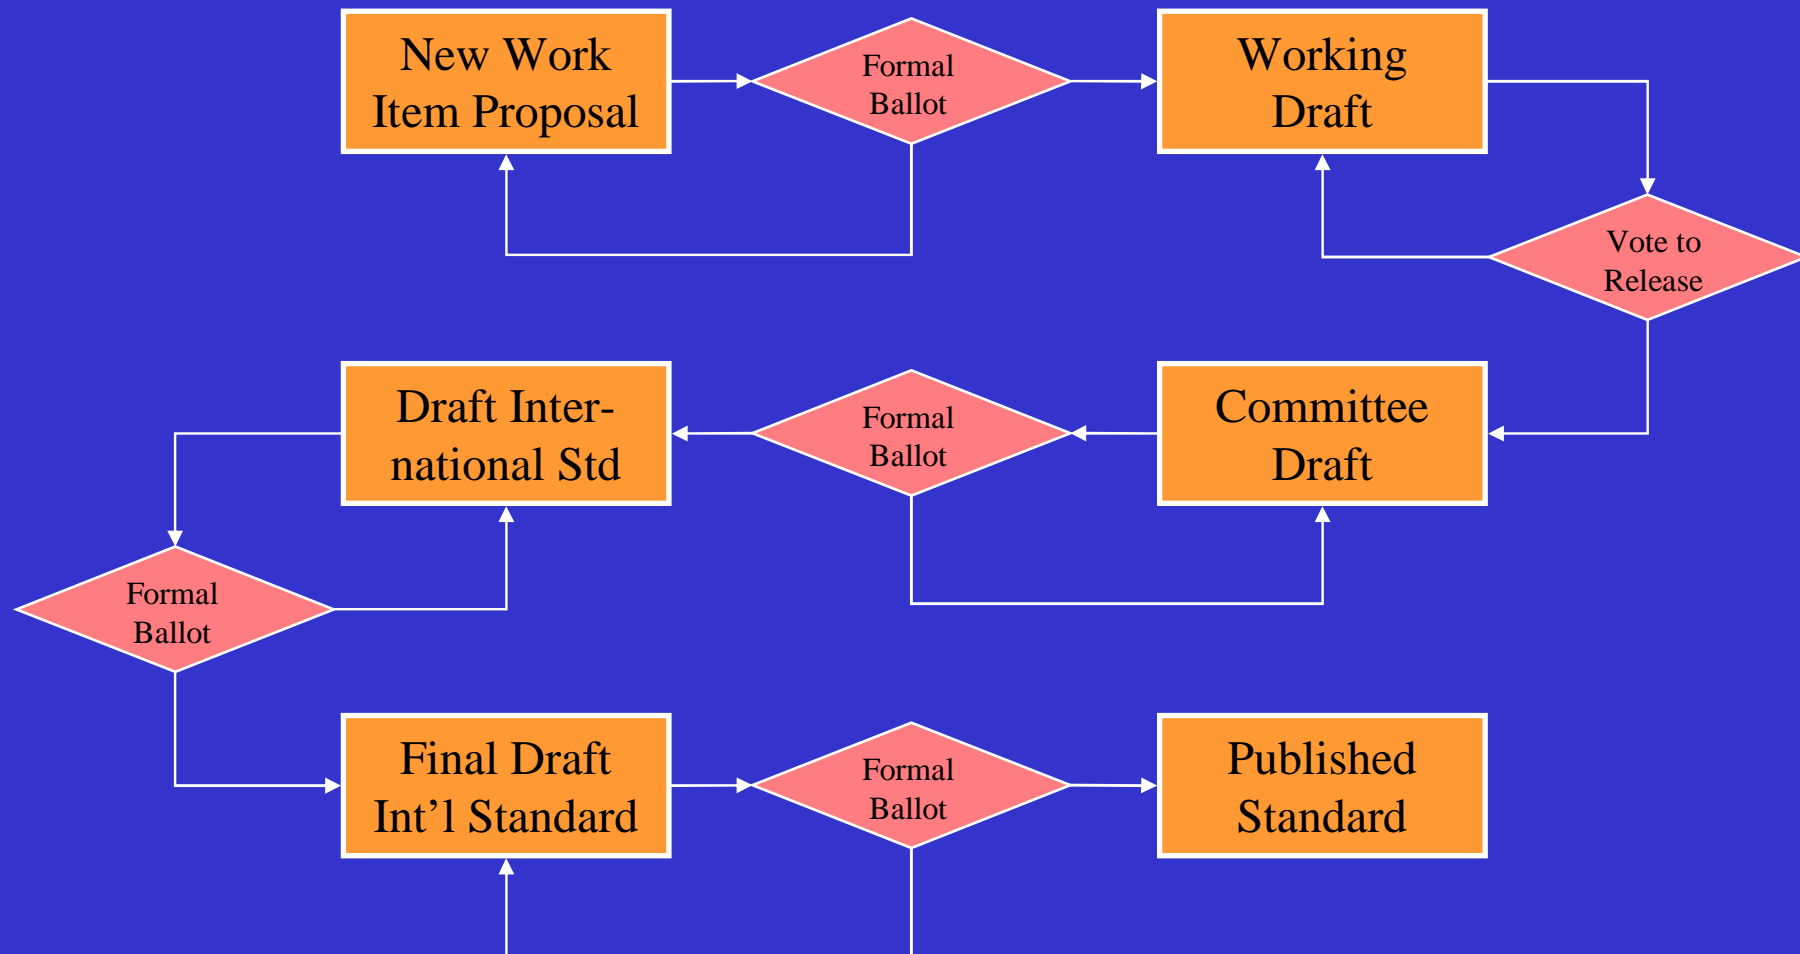 New Work
Item Proposal
Formal
Ballot
Working
Draft
Vote to
Release
Committee
Draft
Formal
Ballot
Draft Inter-
national Std
Formal
Ballot
Final Draft
Int’l Standard
Formal
Ballot
Published
Standard